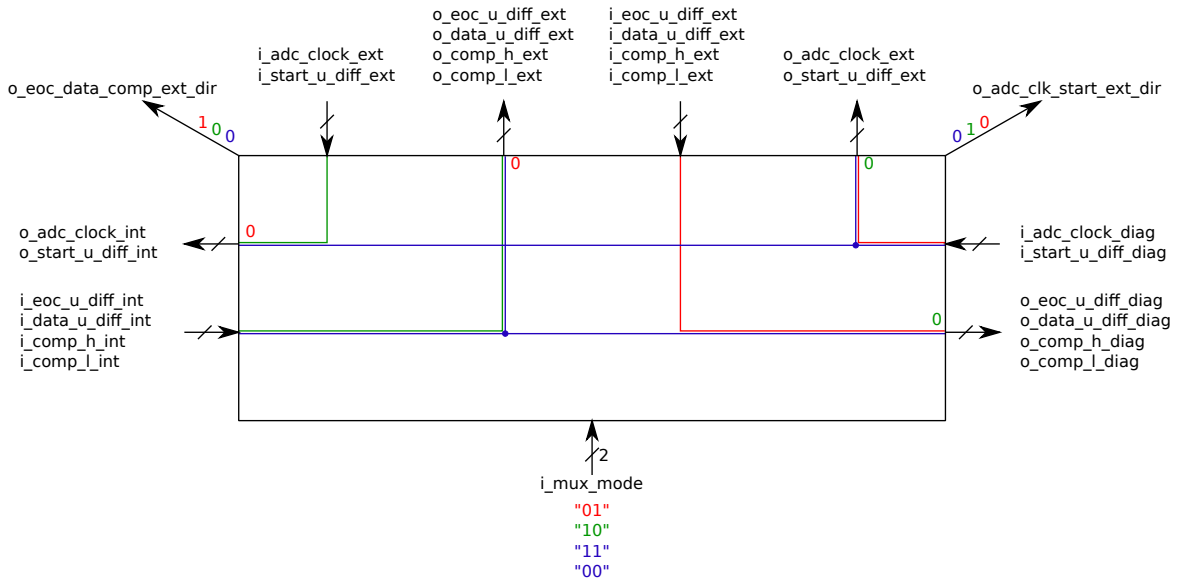 o_eoc_u_diff_ext
o_data_u_diff_ext
o_comp_h_ext
o_comp_l_ext
i_eoc_u_diff_ext
i_data_u_diff_ext
i_comp_h_ext
i_comp_l_ext
i_adc_clock_ext
i_start_u_diff_ext
o_adc_clock_ext
o_start_u_diff_ext
o_eoc_data_comp_ext_dir
o_adc_clk_start_ext_dir
1 0 0
0 1 0
0
0
0
o_adc_clock_int
o_start_u_diff_int
i_adc_clock_diag
i_start_u_diff_diag
i_eoc_u_diff_int
i_data_u_diff_int
i_comp_h_int
i_comp_l_int
0
o_eoc_u_diff_diag
o_data_u_diff_diag
o_comp_h_diag
o_comp_l_diag
2
i_mux_mode
"01"
"10"
"11"
"00"